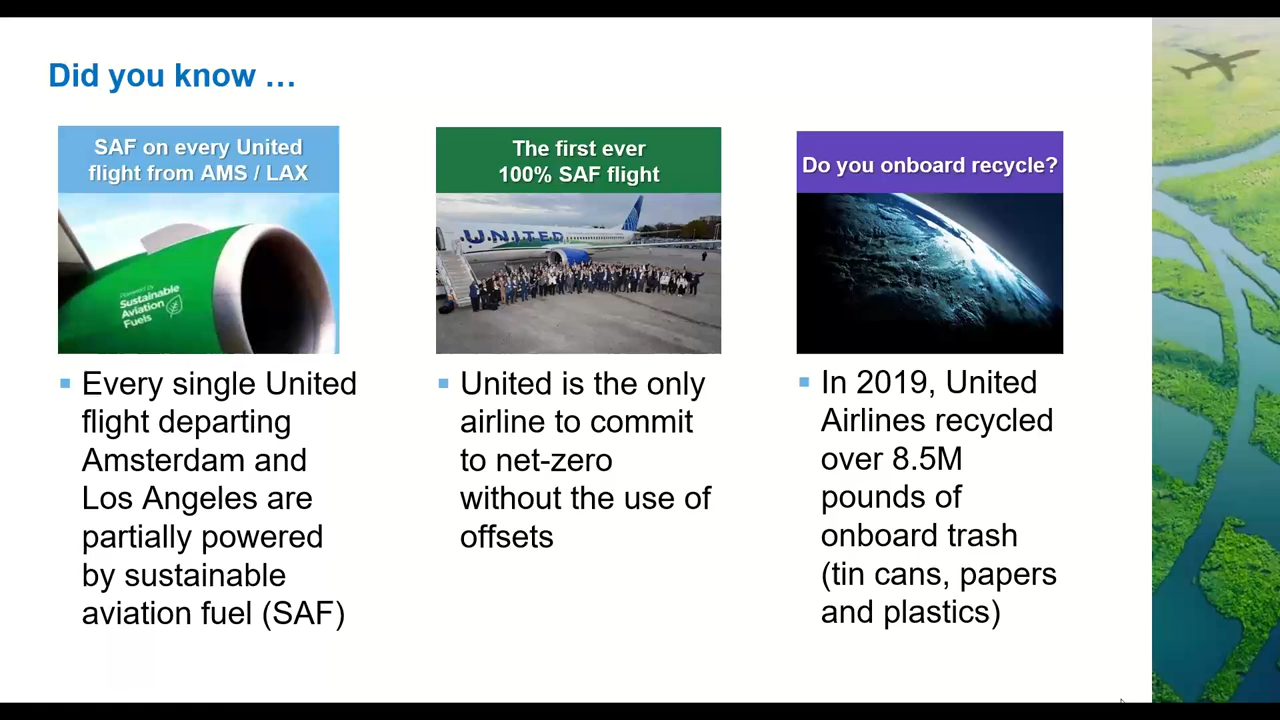 Did you know …
SAF on every United
flight from AMS / LAX
Powered by
Sustainable
Aviation
Fuels
▪ Every single United
flight departing
Amsterdam and
Los Angeles are
partially powered
by sustainable
aviation fuel (SAF)
The first ever
100% SAF flight
UNITED
▪ United is the only
airline to commit
to net-zero
without the use of
offsets
Do you onboard recycle?
▪ In 2019, United
Airlines recycled
over 8.5M
pounds of
onboard trash
(tin cans, papers
and plastics)